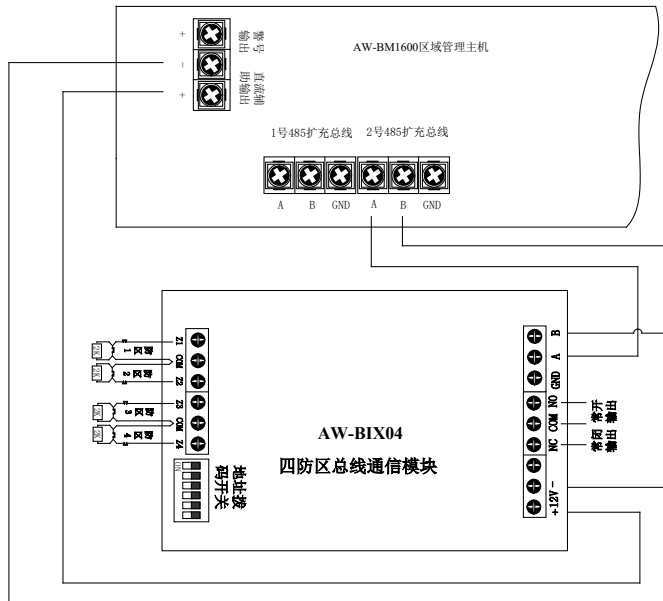 警号
输出
+
-
+
直流辅
助输出
AW-BM1600区域管理主机
1号485扩充总线 2号485扩充总线
A B GND A B GND
Z1
COM
Z2
Z3
COM
Z4
防区 1
防区 2
防区 3
防区 4
2K
2K
2K
2K
ON
地址拨
码开关
AW-BIX04
四防区总线通信模块
B
A
GND
NO
COM
NC
+12V -
常开
输出
常闭
输出